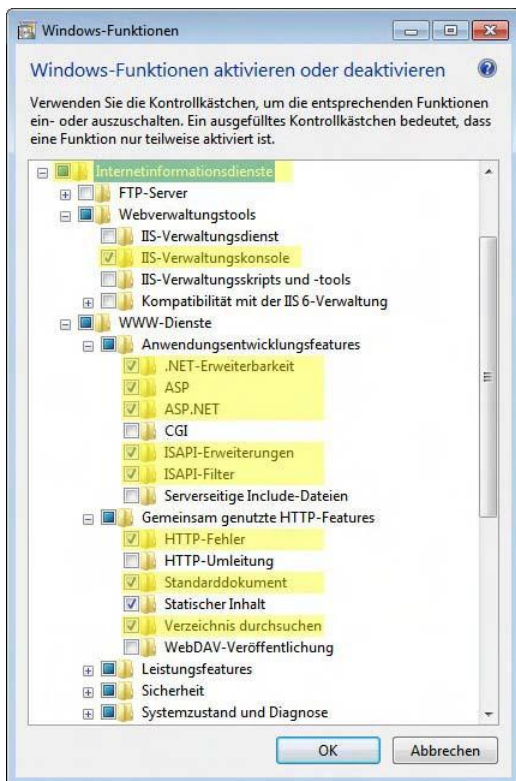 Windows-Funktionen
Windows-Funktionen aktivieren oder deaktivieren
Verwenden Sie die Kontrollkästchen, um die entsprechenden Funktionen
ein- oder auszuschalten. Ein ausgefülltes Kontrollkästchen bedeutet, dass
eine Funktion nur teilweise aktiviert ist.
Internetinformationsdienste
FTP-Server
Webverwaltungstools
IIS-Verwaltungsdienst
IIS-Verwaltungskonsole
IIS-Verwaltungsskripts und -tools
Kompatibilität mit der IIS 6-Verwaltung
WWW-Dienste
Anwendungsentwicklungsfeatures
.NET-Erweiterbarkeit
ASP
ASP.NET
CGI
ISAPI-Erweiterungen
ISAPI-Filter
Serverseitige Include-Dateien
Gemeinsam genutzte HTTP-Features
HTTP-Fehler
HTTP-Umleitung
Standarddokument
Statischer Inhalt
Verzeichnis durchsuchen
WebDAV-Veröffentlichung
Leistungsfeatures
Sicherheit
Systemzustand und Diagnose
OK
Abbrechen